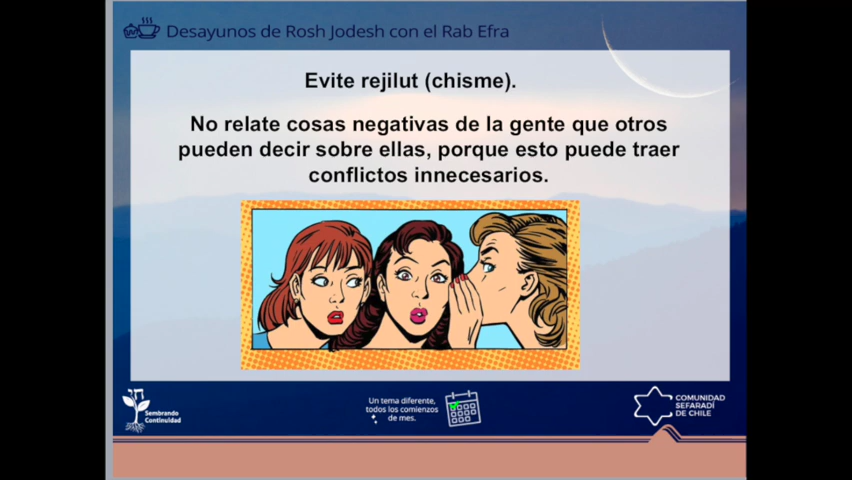 Desayunos de Rosh Jodesh con el Rab Efra
Evite rejilut (chisme).
No relate cosas negativas de la gente que otros
pueden decir sobre ellas, porque esto puede traer
conflictos innecesarios.
Sembrando
Continuidad
Un tema diferente,
todos los comienzos
de mes.
COMUNIDAD
SEFARADÍ
DE CHILE